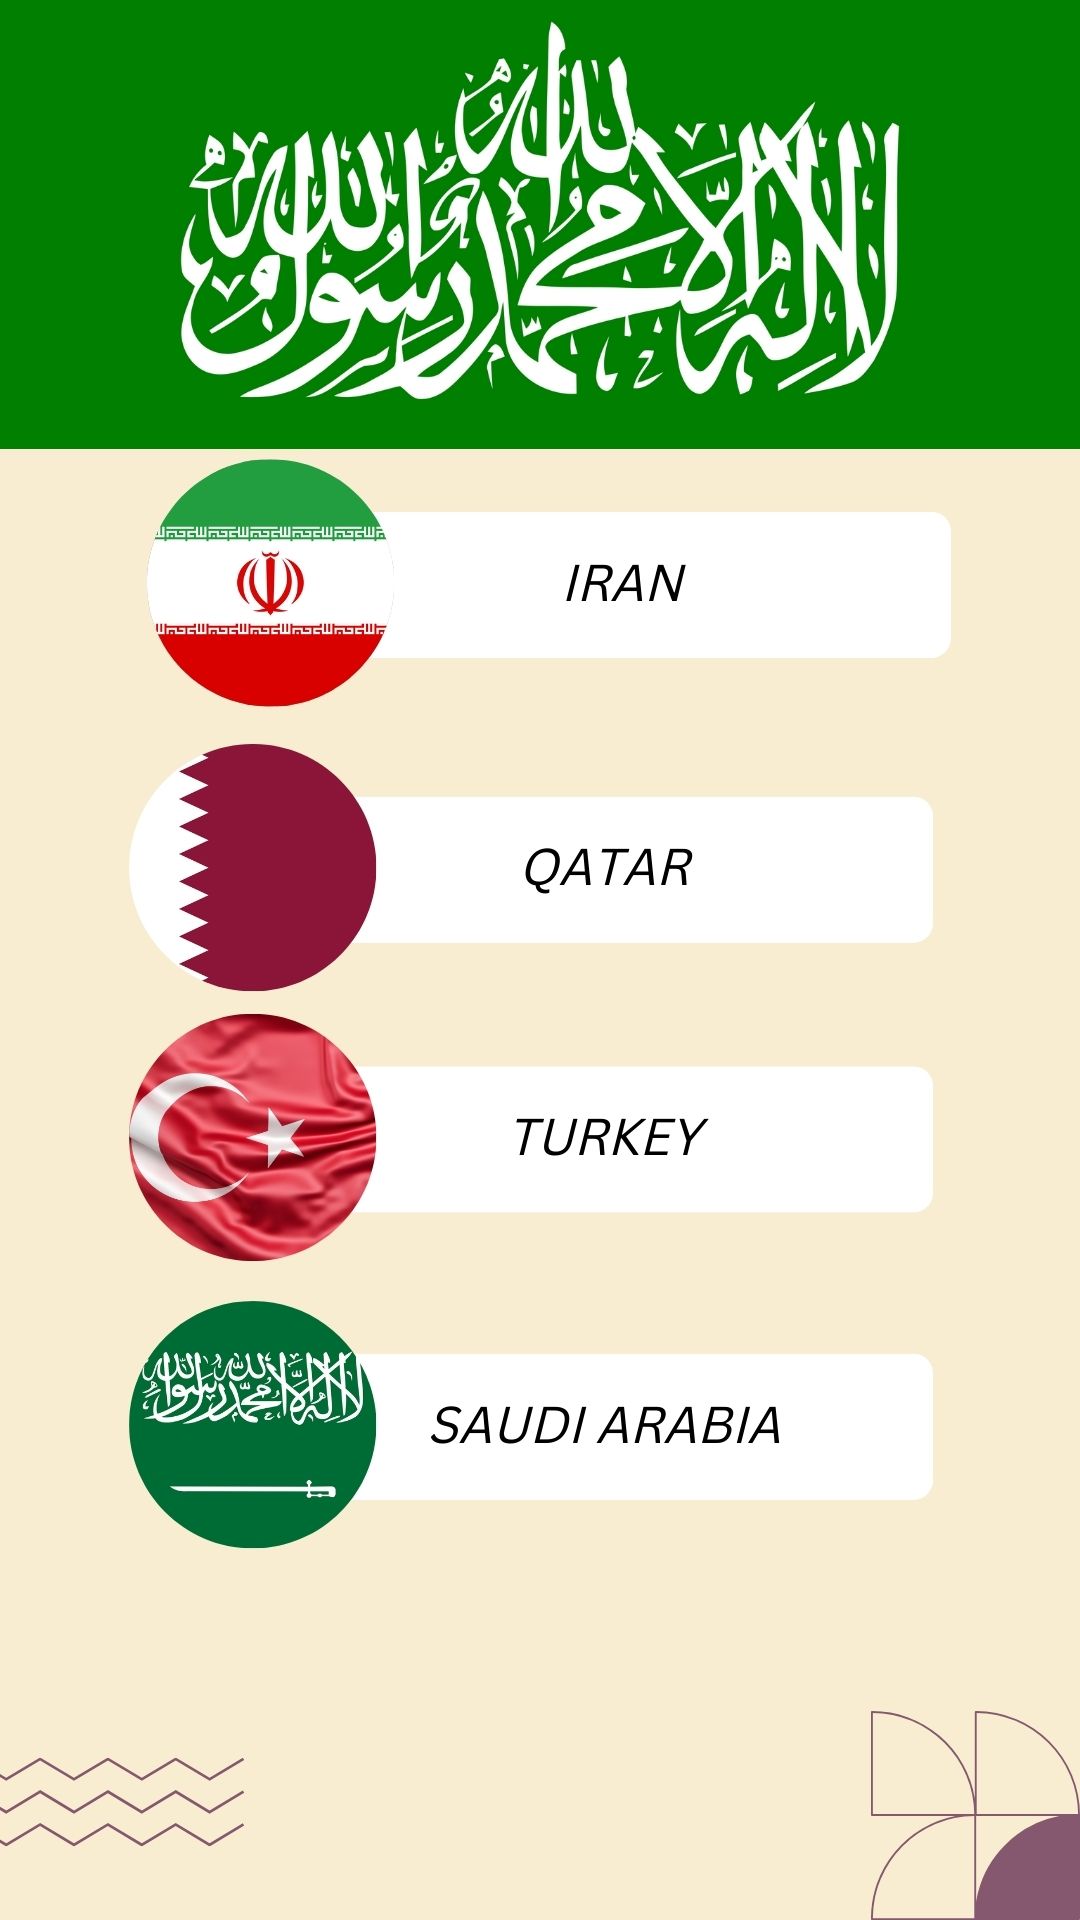 لا إله إلا الله محمد رسول الله
IRAN
QATAR
TURKEY
لا إله إلا الله محمد رسول الله
SAUDI ARABIA